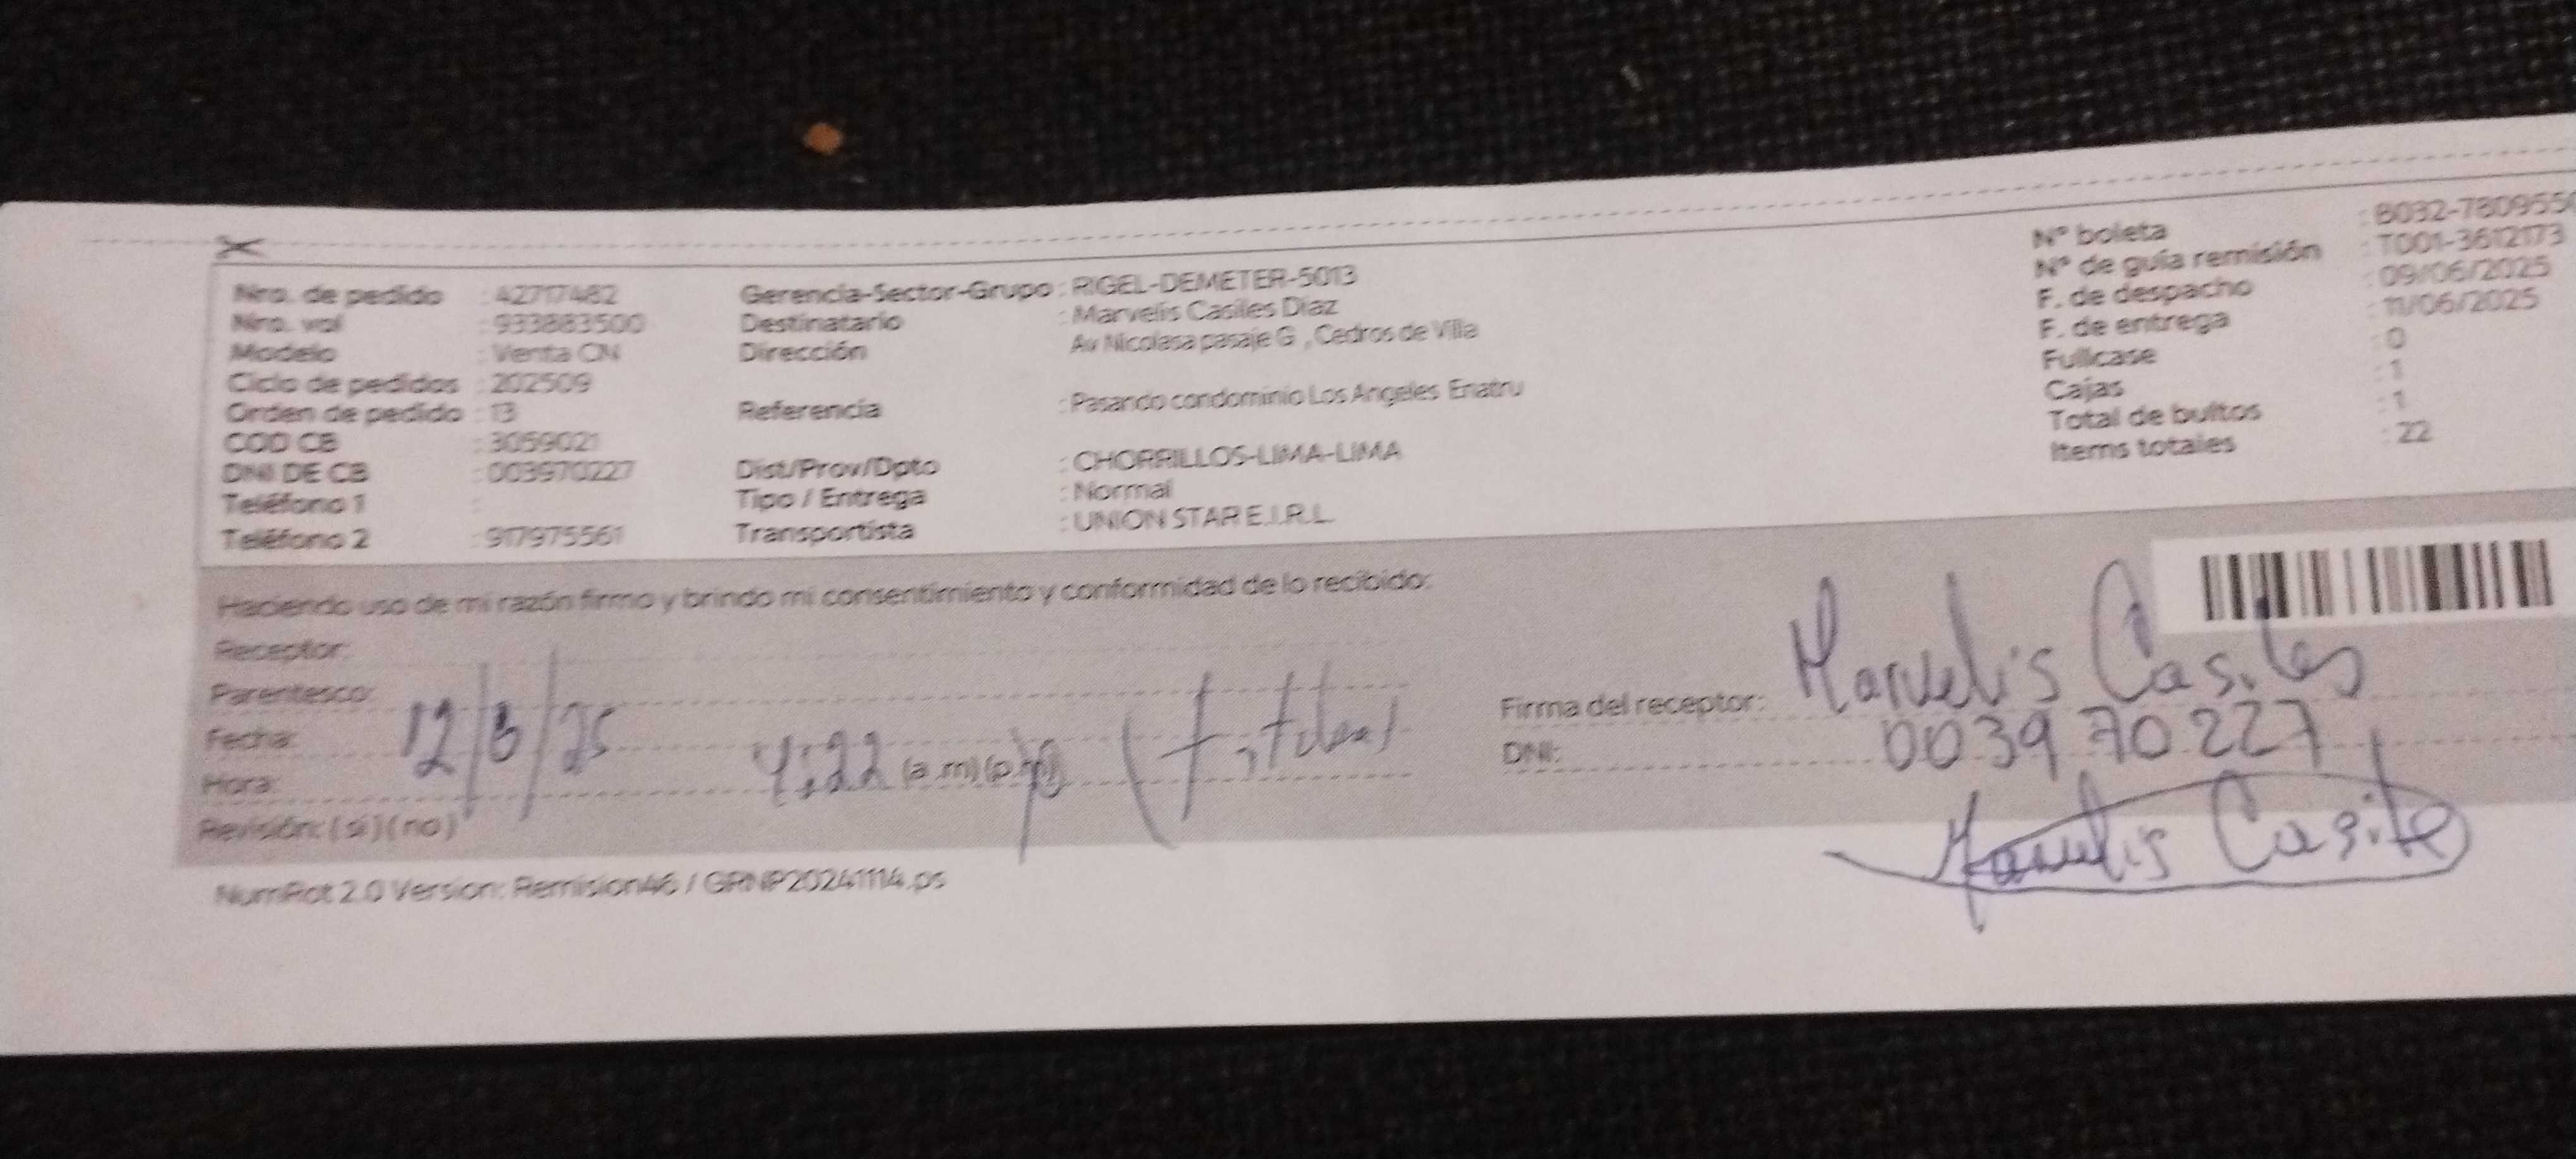 Nro. de pedido : 42717482
Nro. vol : 933883500
Modelo : Venta CN
Ciclo de pedidos : 202509
Orden de pedido : 13
COD CB : 3059021
DNI DE CB : 003970227
Teléfono 1 :
Teléfono 2 : 917975561
Gerencia-Sector-Grupo : RIGEL-DEMETER-5013
Destinatario : Marvelis Casiles Diaz
Dirección Av Nicolasa pasaje G , Cedros de Villa
Referencia : Pasando condominio Los Angeles Enatru
Dist/Prov/Dpto : CHORRILLOS-LIMA-LIMA
Tipo / Entrega : Normal
Transportista : UNION STAR E.I.R.L.
N° boleta : B032-780955
N° de guía remisión : T001-3612173
F. de despacho : 09/06/2025
F. de entrega : 11/06/2025
Fullcase : 0
Cajas : 1
Total de bultos : 1
Items totales : 22
Haciendo uso de mi razón firmo y brindo mi consentimiento y conformidad de lo recibido:
Receptor:
Parentesco:
Fecha: 12/6/25
Hora: 4:22 (a.m) (p.m)
Revisión: (si) (no)
Firma del receptor: Marvelis Casiles
DNI: 003970227
Marvelis Casile
NumRot 2.0 Version: Remision46 / GRNP20241114.ps